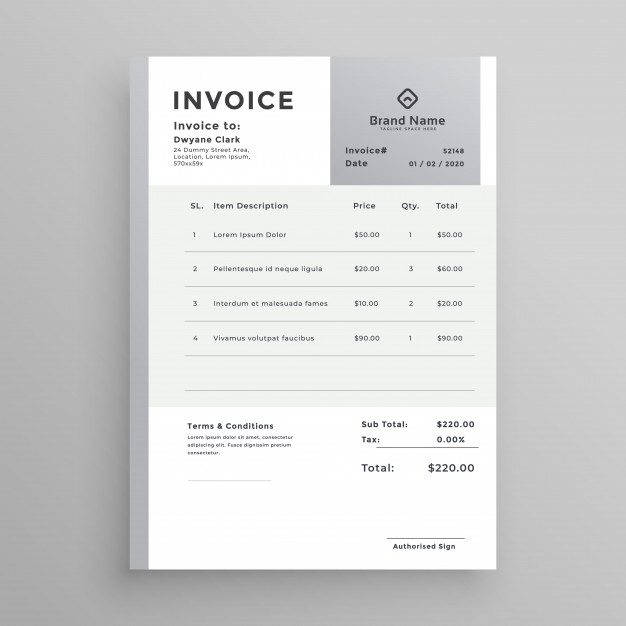 INVOICE
Invoice to:
Dwyane Clark
24 Dummy Street Area,
Location, Lorem Ipsum,
570xx59x
Brand Name
TAGLINE SPACE HERE
Invoice# 52148
Date 01 / 02 / 2020
SL. Item Description Price Qty. Total
1 Lorem Ipsum Dolor $50.00 1 $50.00
2 Pellentesque id neque ligula $20.00 3 $60.00
3 Interdum et malesuada fames $10.00 2 $20.00
4 Vivamus volutpat faucibus $90.00 1 $90.00
Terms & Conditions
Lorem ipsum dolor sit amet, consectetur
adipiscing elit. Fusce dignissim pretium
consectetur.
Sub Total: $220.00
Tax: 0.00%
Total: $220.00
Authorised Sign